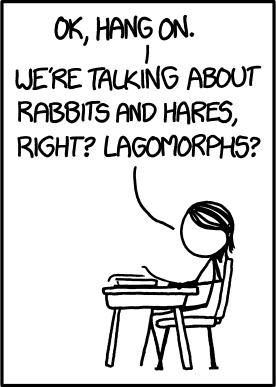 OK, HANG ON.
WE'RE TALKING ABOUT
RABBITS AND HARES,
RIGHT? LAGOMORPHS?